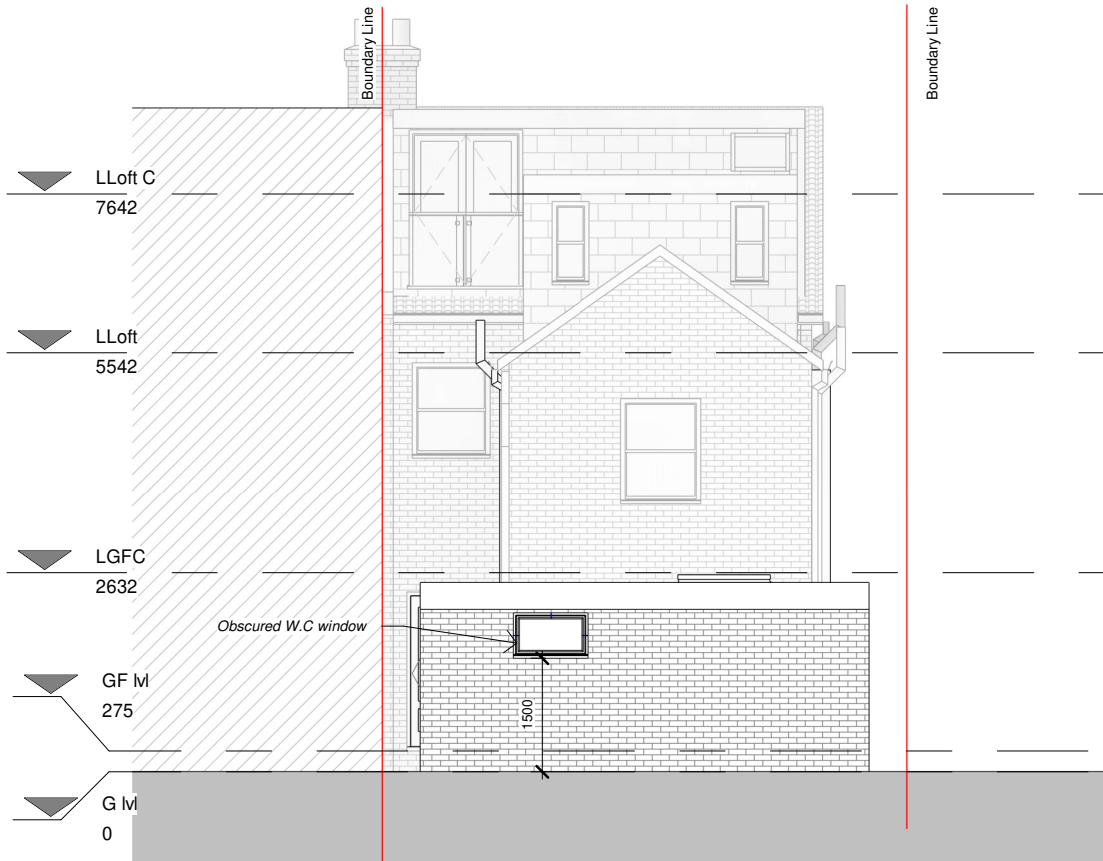 Boundary Line
Boundary Line
LLoft C
7642
LLoft
5542
LGFC
2632
Obscured W.C window
GF lvl
275
1500
G lvl
0